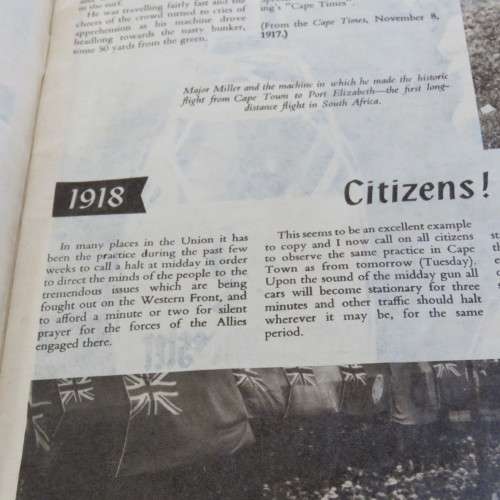 He was travelling fairly fast and the
cheers of the crowd turned to cries of
apprehension as his machine drove
headlong towards the nasty bunker,
some 50 yards from the green.
ing's "Cape Times".
(From the Cape Times, November 8,
1917.)
Major Miller and the machine in which he made the historic
flight from Cape Town to Port Elizabeth—the first long-
distance flight in South Africa.
1918
Citizens!
In many places in the Union it has
been the practice during the past few
weeks to call a halt at midday in order
to direct the minds of the people to the
tremendous issues which are being
fought out on the Western Front, and
to afford a minute or two for silent
prayer for the forces of the Allies
engaged there.
This seems to be an excellent example
to copy and I now call on all citizens
to observe the same practice in Cape
Town as from tomorrow (Tuesday).
Upon the sound of the midday gun all
cars will become stationary for three
minutes and other traffic should halt
wherever it may be, for the same
period.